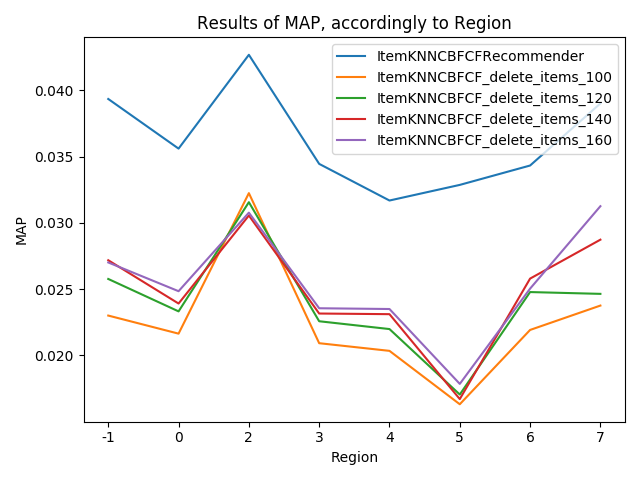 Results of MAP, accordingly to Region
ItemKNNCBFCFRecommender
ItemKNNCBFCF_delete_items_100
ItemKNNCBFCF_delete_items_120
ItemKNNCBFCF_delete_items_140
ItemKNNCBFCF_delete_items_160
0.040
0.035
0.030
0.025
0.020
MAP
-1 0 2 3 4 5 6 7
Region